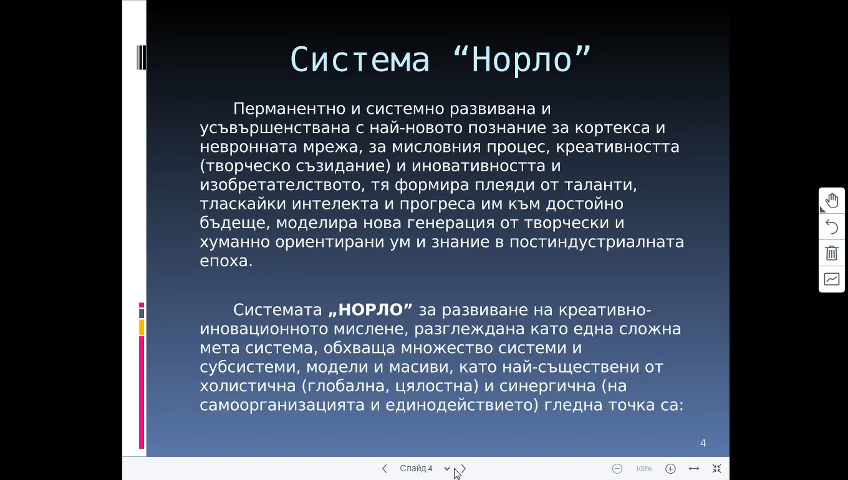 Система “Норло”
Перманентно и системно развивана и
усъвършенствана с най-новото познание за кортекса и
невронната мрежа, за мисловния процес, креативността
(творческо съзидание) и иновативността и
изобретателството, тя формира плеяди от таланти,
тласкайки интелекта и прогреса им към достойно
бъдеще, моделира нова генерация от творчески и
хуманно ориентирани ум и знание в постиндустриалната
епоха.
Системата „НОРЛО” за развиване на креативно-
иновационното мислене, разглеждана като една сложна
мета система, обхваща множество системи и
субсистеми, модели и масиви, като най-съществени от
холистична (глобална, цялостна) и синергична (на
самоорганизацията и единодействието) гледна точка са:
4
Слайд 4
100%